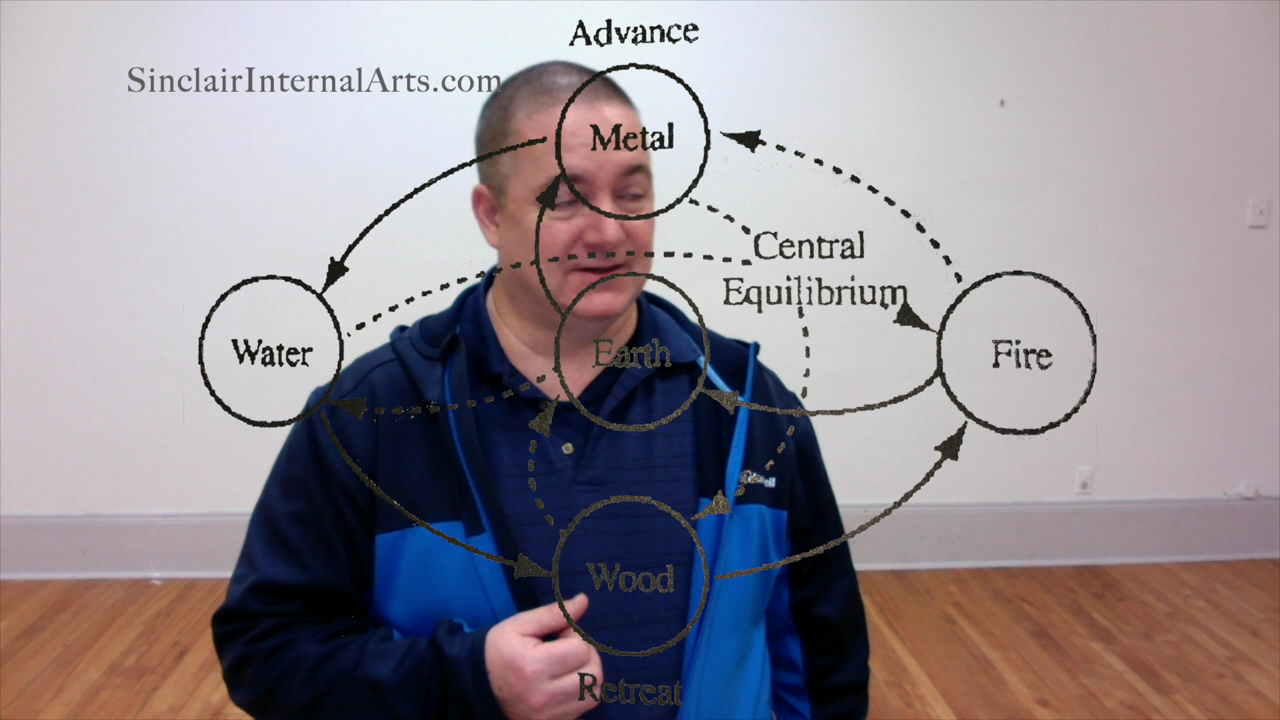 Advance
SinclairInternalArts.com
Metal
Central
Equilibrium
Water
Earth
Fire
Wood
Retreat